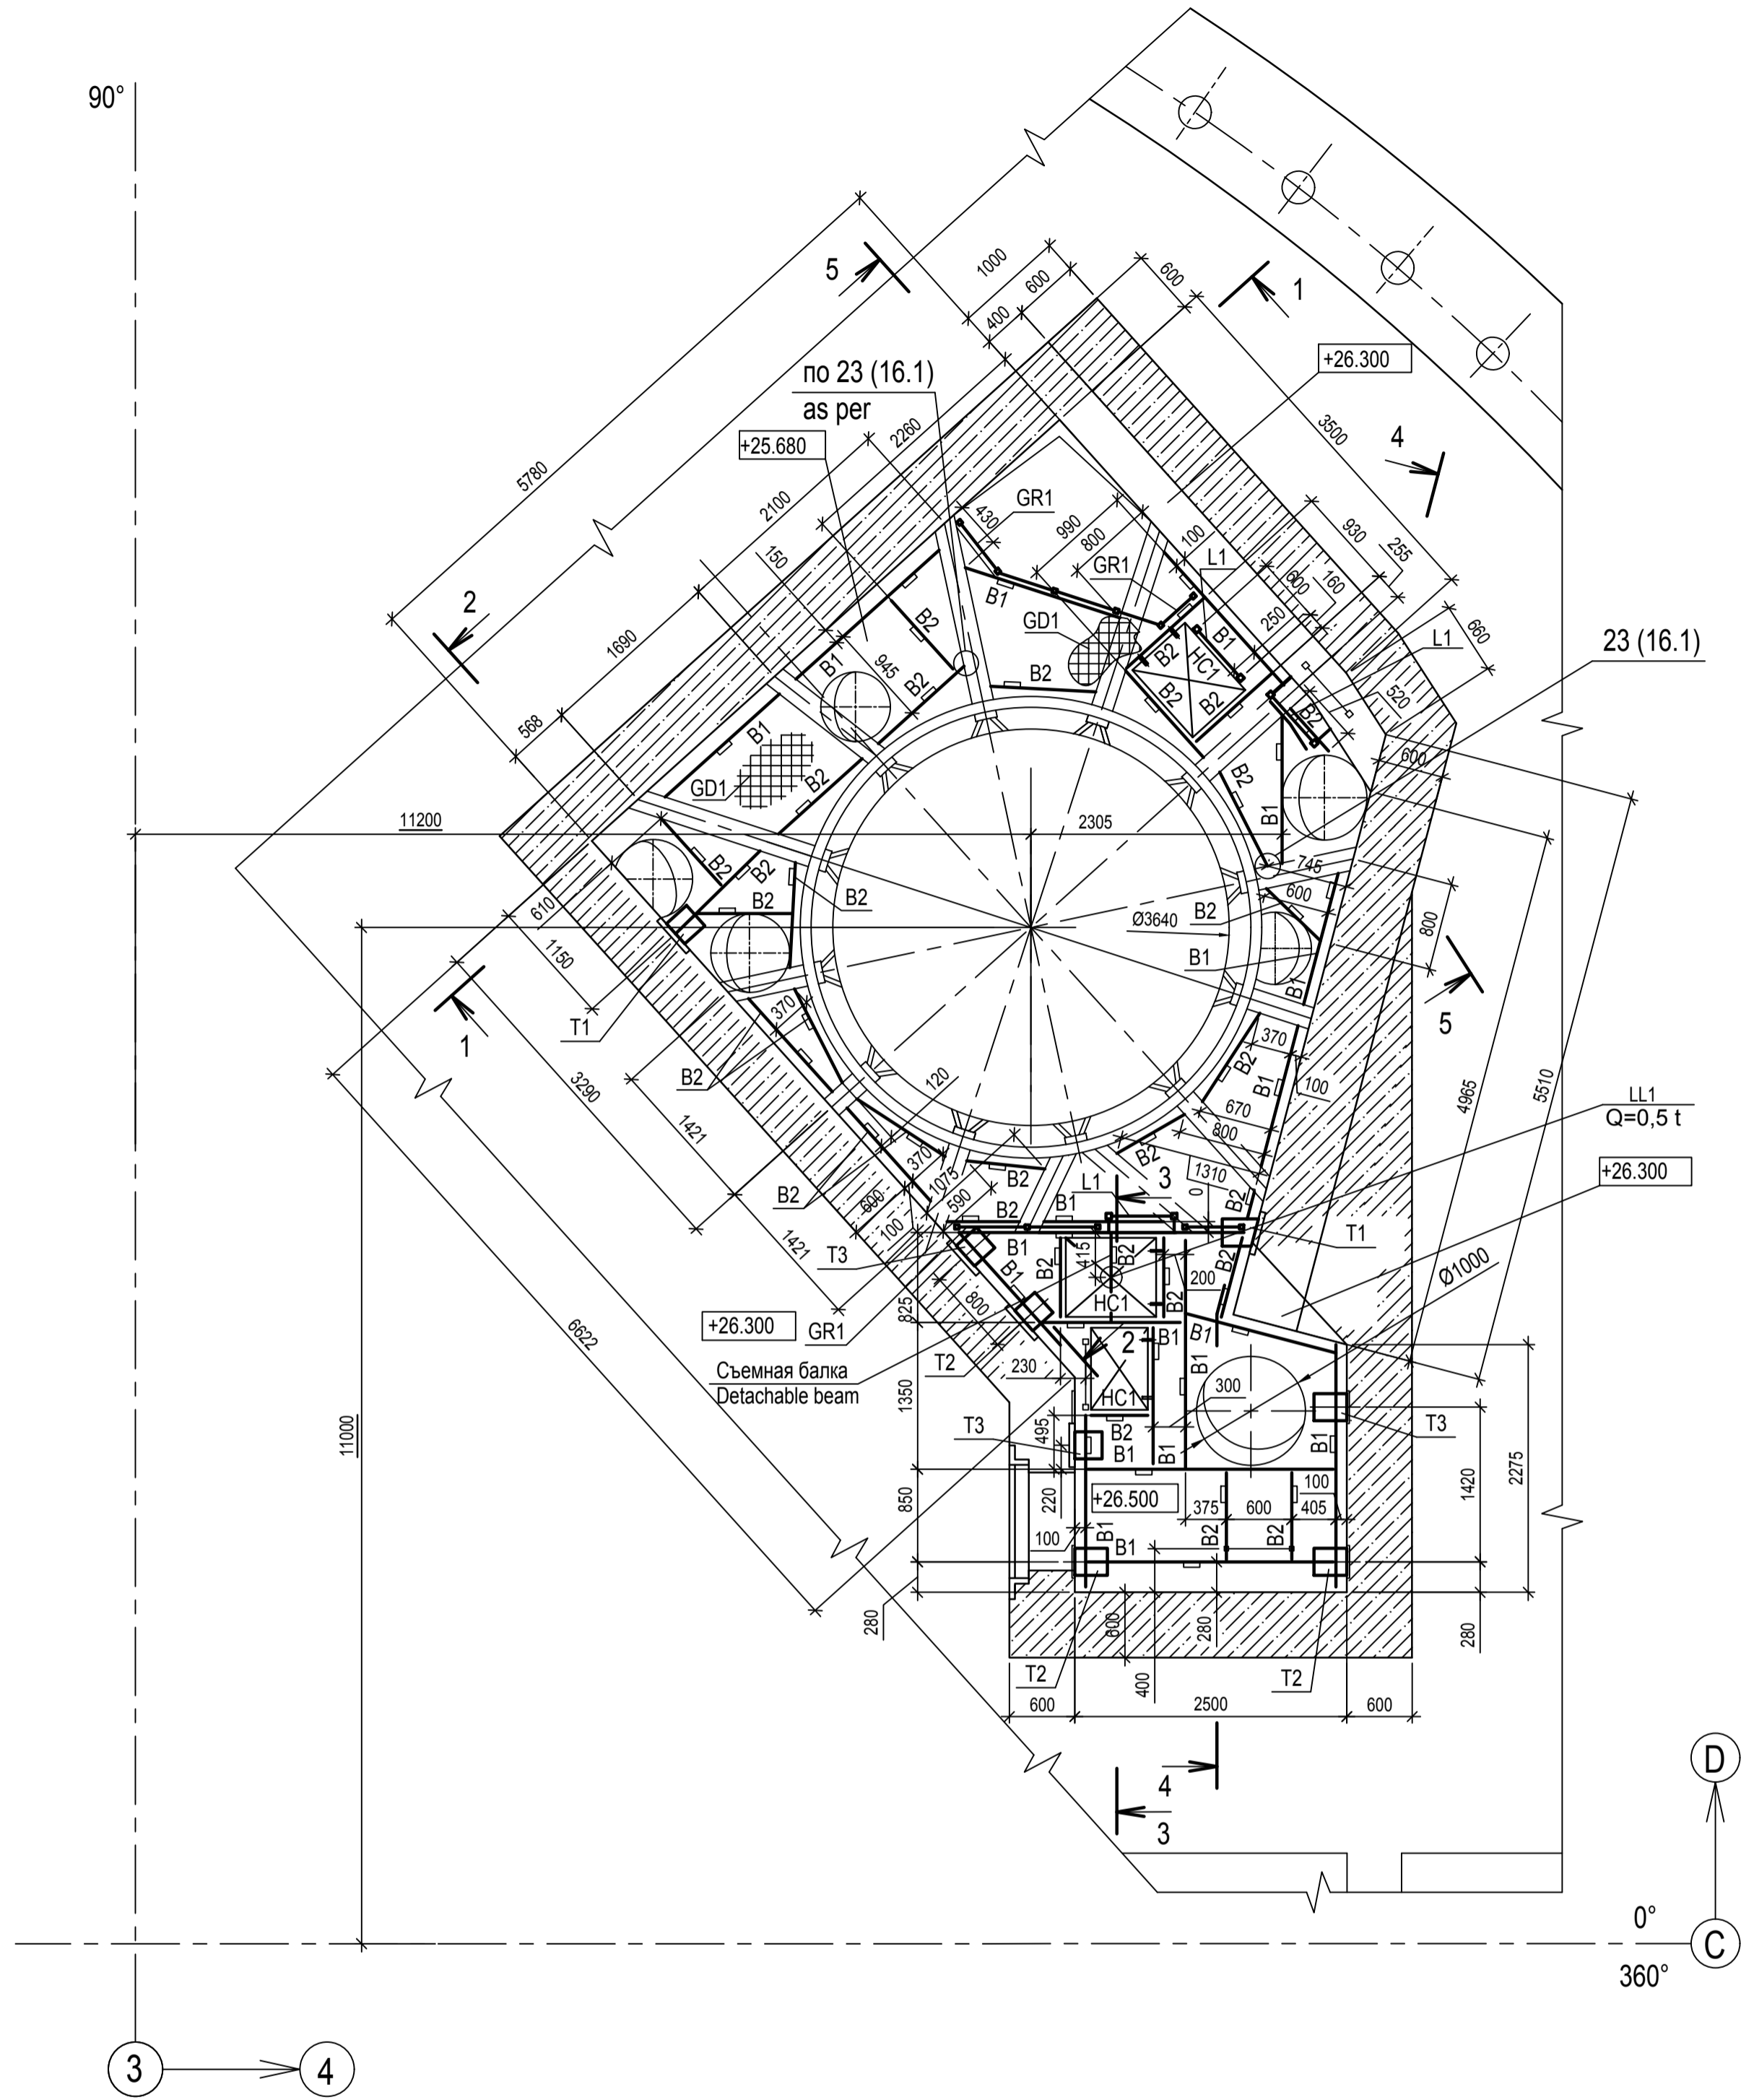 90°
5
1000
600
400
600
1
+26.300
по 23 (16.1)
as per
+25.680
2260
3500
4
5780
2100
GR1
430
990
800
100
L1
930
255
150
GR1
600
160
2
B1
B2
GD1
B1
250
660
L1
1690
B1
945
B2
B2
B2
HC1
B2
B2
520
23 (16.1)
568
B1
B2
B2
600
GD1
11200
2305
B2
B1
B2
B2
B2
B2
745
600
610
Ø3640
B2
800
1150
B1
B1
T1
370
5
1
370
B2
B1
100
4965
5510
B2
3290
120
670
800
LL1
Q=0,5 t
1421
370
B2
1310
+26.300
B2
1075
B2
L1
3
0
600
590
B2
B1
B2
100
T1
1421
T3
B1
B2
415
B2
B2
Ø1000
B1
200
800
HC1
B2
825
+26.300
GR1
6622
B1
B1
2
T2
Съемная балка
Detachable beam
230
B1
1350
HC1
300
11000
T3
495
B2
B1
B1
B1
T3
2275
1420
850
220
+26.500
100
375
600
405
100
B1
B1
B2
B2
280
600
280
280
T2
400
T2
600
2500
600
D
4
3
0°
C
360°
3
4